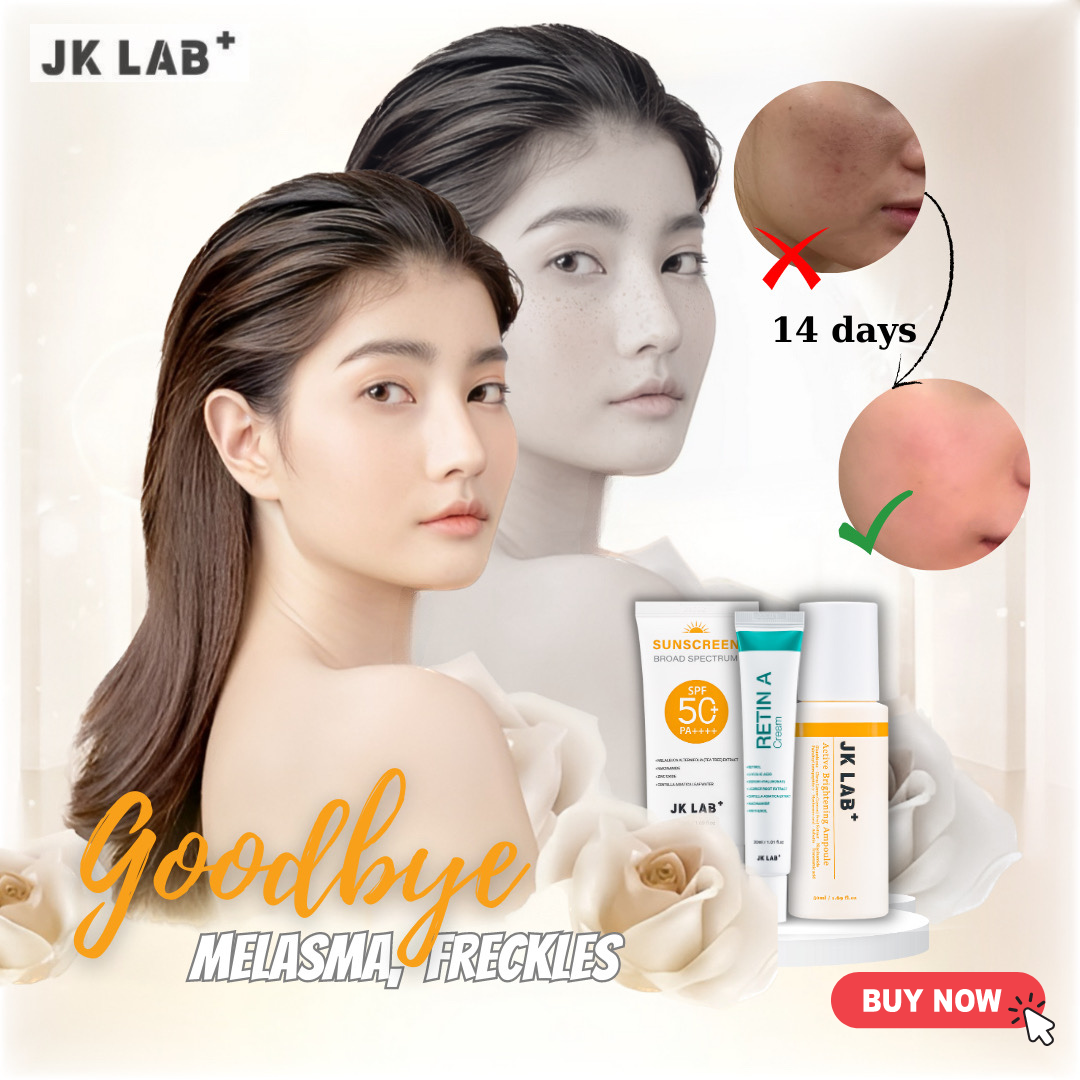 JK LAB+
14 days
SUNSCREEN
BROAD SPECTRUM
SPF
50+
PA++++
JK LAB+
RETIN A
Cream
JK LAB+
JK LAB+
Active Brightening Ampoule
Goodbye
MELASMA, FRECKLES
BUY NOW